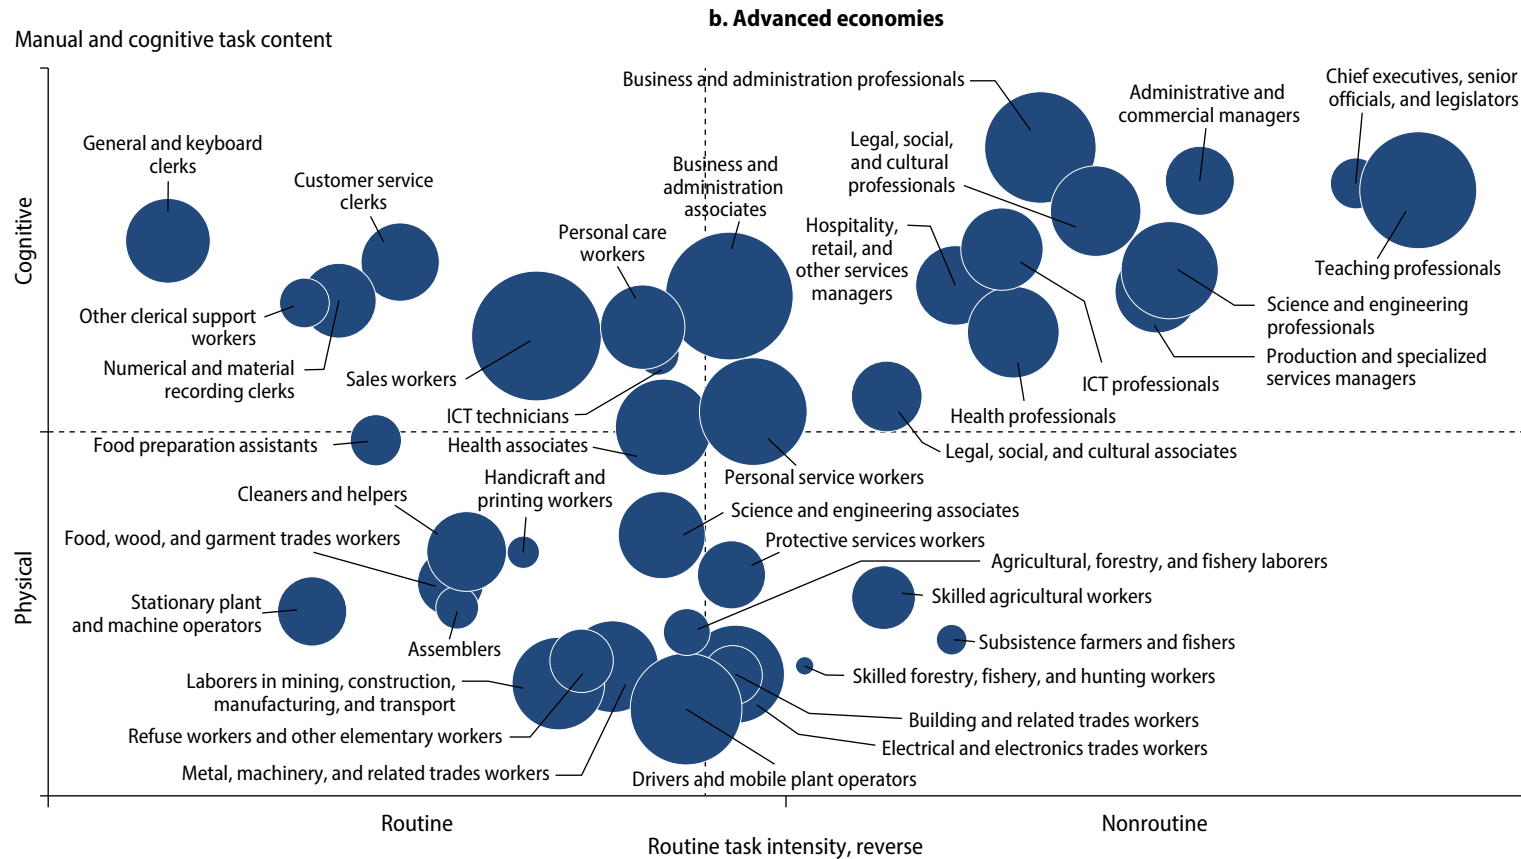 b. Advanced economies
Manual and cognitive task content
Business and administration professionals
Chief executives, senior
officials, and legislators
Administrative and
commercial managers
General and keyboard
clerks
Legal, social,
and cultural
professionals
Business and
administration
associates
Customer service
clerks
Cognitive
Personal care
workers
Hospitality,
retail, and
other services
managers
Teaching professionals
Other clerical support
workers
Science and engineering
professionals
Numerical and material
recording clerks
Sales workers
Production and specialized
services managers
ICT professionals
ICT technicians
Health professionals
Food preparation assistants
Health associates
Legal, social, and cultural associates
Handicraft and
printing workers
Personal service workers
Cleaners and helpers
Science and engineering associates
Food, wood, and garment trades workers
Protective services workers
Agricultural, forestry, and fishery laborers
Physical
Stationary plant
and machine operators
Skilled agricultural workers
Assemblers
Subsistence farmers and fishers
Laborers in mining, construction,
manufacturing, and transport
Skilled forestry, fishery, and hunting workers
Building and related trades workers
Refuse workers and other elementary workers
Electrical and electronics trades workers
Metal, machinery, and related trades workers
Drivers and mobile plant operators
Routine
Nonroutine
Routine task intensity, reverse